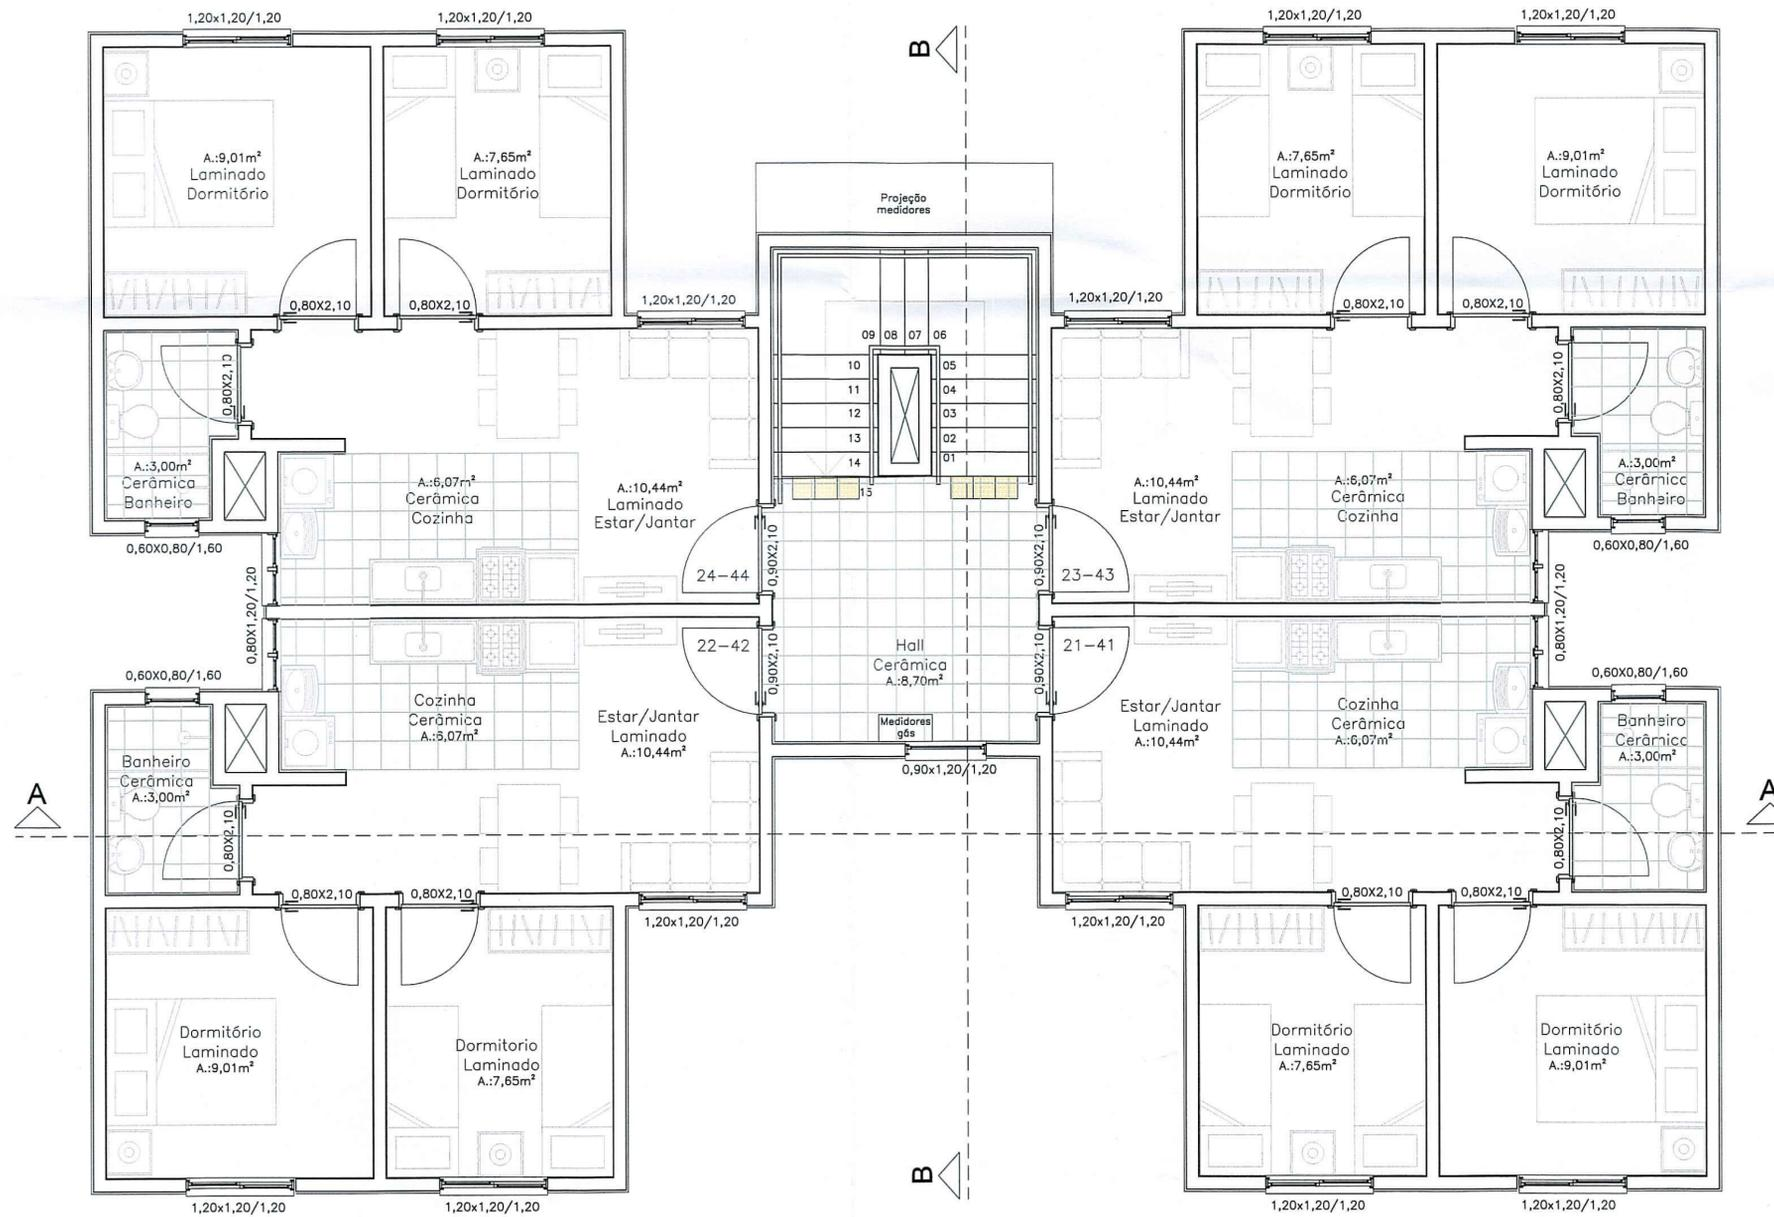 1,20x1,20/1,20
1,20x1,20/1,20
1,20x1,20/1,20
1,20x1,20/1,20
B
A.:9,01m²
Laminado
Dormitório
A.:7,65m²
Laminado
Dormitório
A.:7,65m²
Laminado
Dormitório
A.:9,01m²
Laminado
Dormitório
Projeção
medidores
0,80X2,10
0,80X2,10
1,20x1,20/1,20
1,20x1,20/1,20
0,80X2,10
0,80X2,10
09
08
07
06
10
05
11
04
12
03
13
02
14
01
15
0,80X2,10
0,80X2,10
A.:3,00m²
Cerâmica
Banheiro
A.:6,07m²
Cerâmica
Cozinha
A.:10,44m²
Laminado
Estar/Jantar
A.:10,44m²
Laminado
Estar/Jantar
A.:6,07m²
Cerâmica
Cozinha
A.:3,00m²
Cerâmica
Banheiro
0,60X0,80/1,60
0,80X1,20/1,20
24-44
0,90X2,10
0,90X2,10
23-43
0,80X1,20/1,20
0,60X0,80/1,60
22-42
0,90X2,10
Hall
Cerâmica
A.:8,70m²
0,90X2,10
21-41
0,60X0,80/1,60
0,60X0,80/1,60
Cozinha
Cerâmica
A.:6,07m²
Estar/Jantar
Laminado
A.:10,44m²
Medidores
gás
Estar/Jantar
Laminado
A.:10,44m²
Cozinha
Cerâmica
A.:6,07m²
Banheiro
Cerâmica
A.:3,00m²
Banheiro
Cerâmica
A.:3,00m²
0,90x1,20/1,20
A
A
0,80X2,10
0,80X2,10
0,80X2,10
0,80X2,10
0,80X2,10
0,80X2,10
1,20x1,20/1,20
1,20x1,20/1,20
Dormitório
Laminado
A.:9,01m²
Dormitorio
Laminado
A.:7,65m²
Dormitório
Laminado
A.:7,65m²
Dormitório
Laminado
A.:9,01m²
B
1,20x1,20/1,20
1,20x1,20/1,20
1,20x1,20/1,20
1,20x1,20/1,20